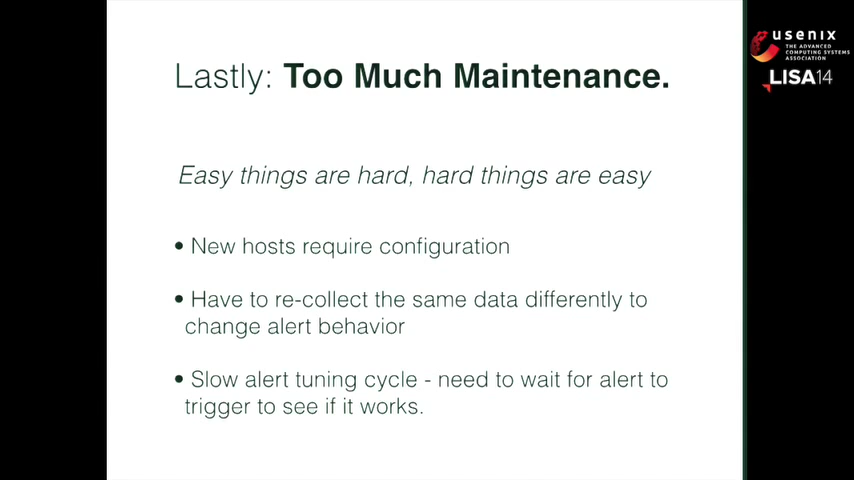 Lastly: Too Much Maintenance.
Easy things are hard, hard things are easy
• New hosts require configuration
• Have to re-collect the same data differently to
change alert behavior
• Slow alert tuning cycle - need to wait for alert to
trigger to see if it works.
usenix
THE ADVANCED
COMPUTING SYSTEMS
ASSOCIATION
LISA14